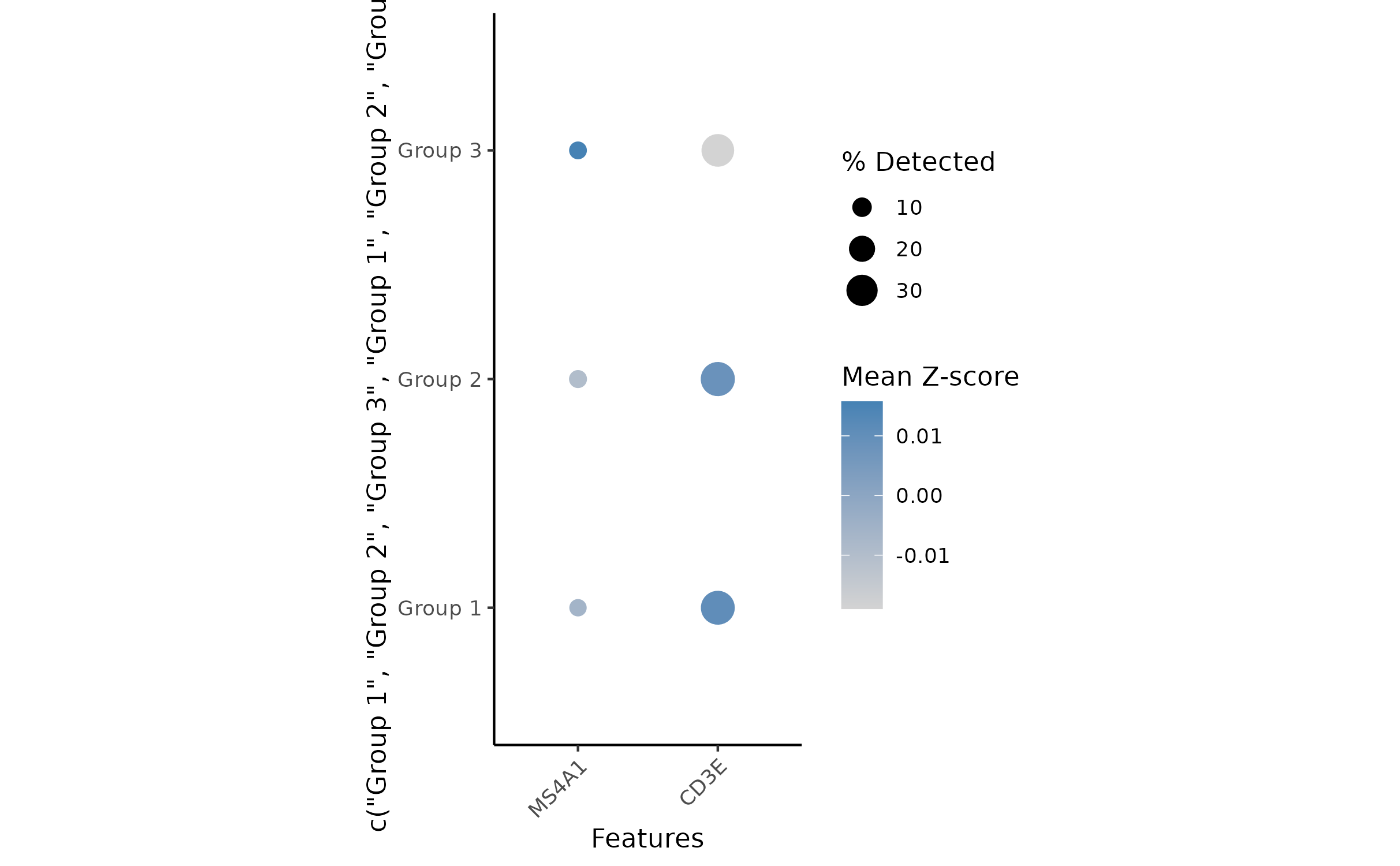 c("Group 1", "Group 2", "Group 3", "Group 1", "Group 2", "Grou
Group 3
Group 2
Group 1
MS4A1
CD3E
Features
% Detected
10
20
30
Mean Z-score
0.01
0.00
-0.01